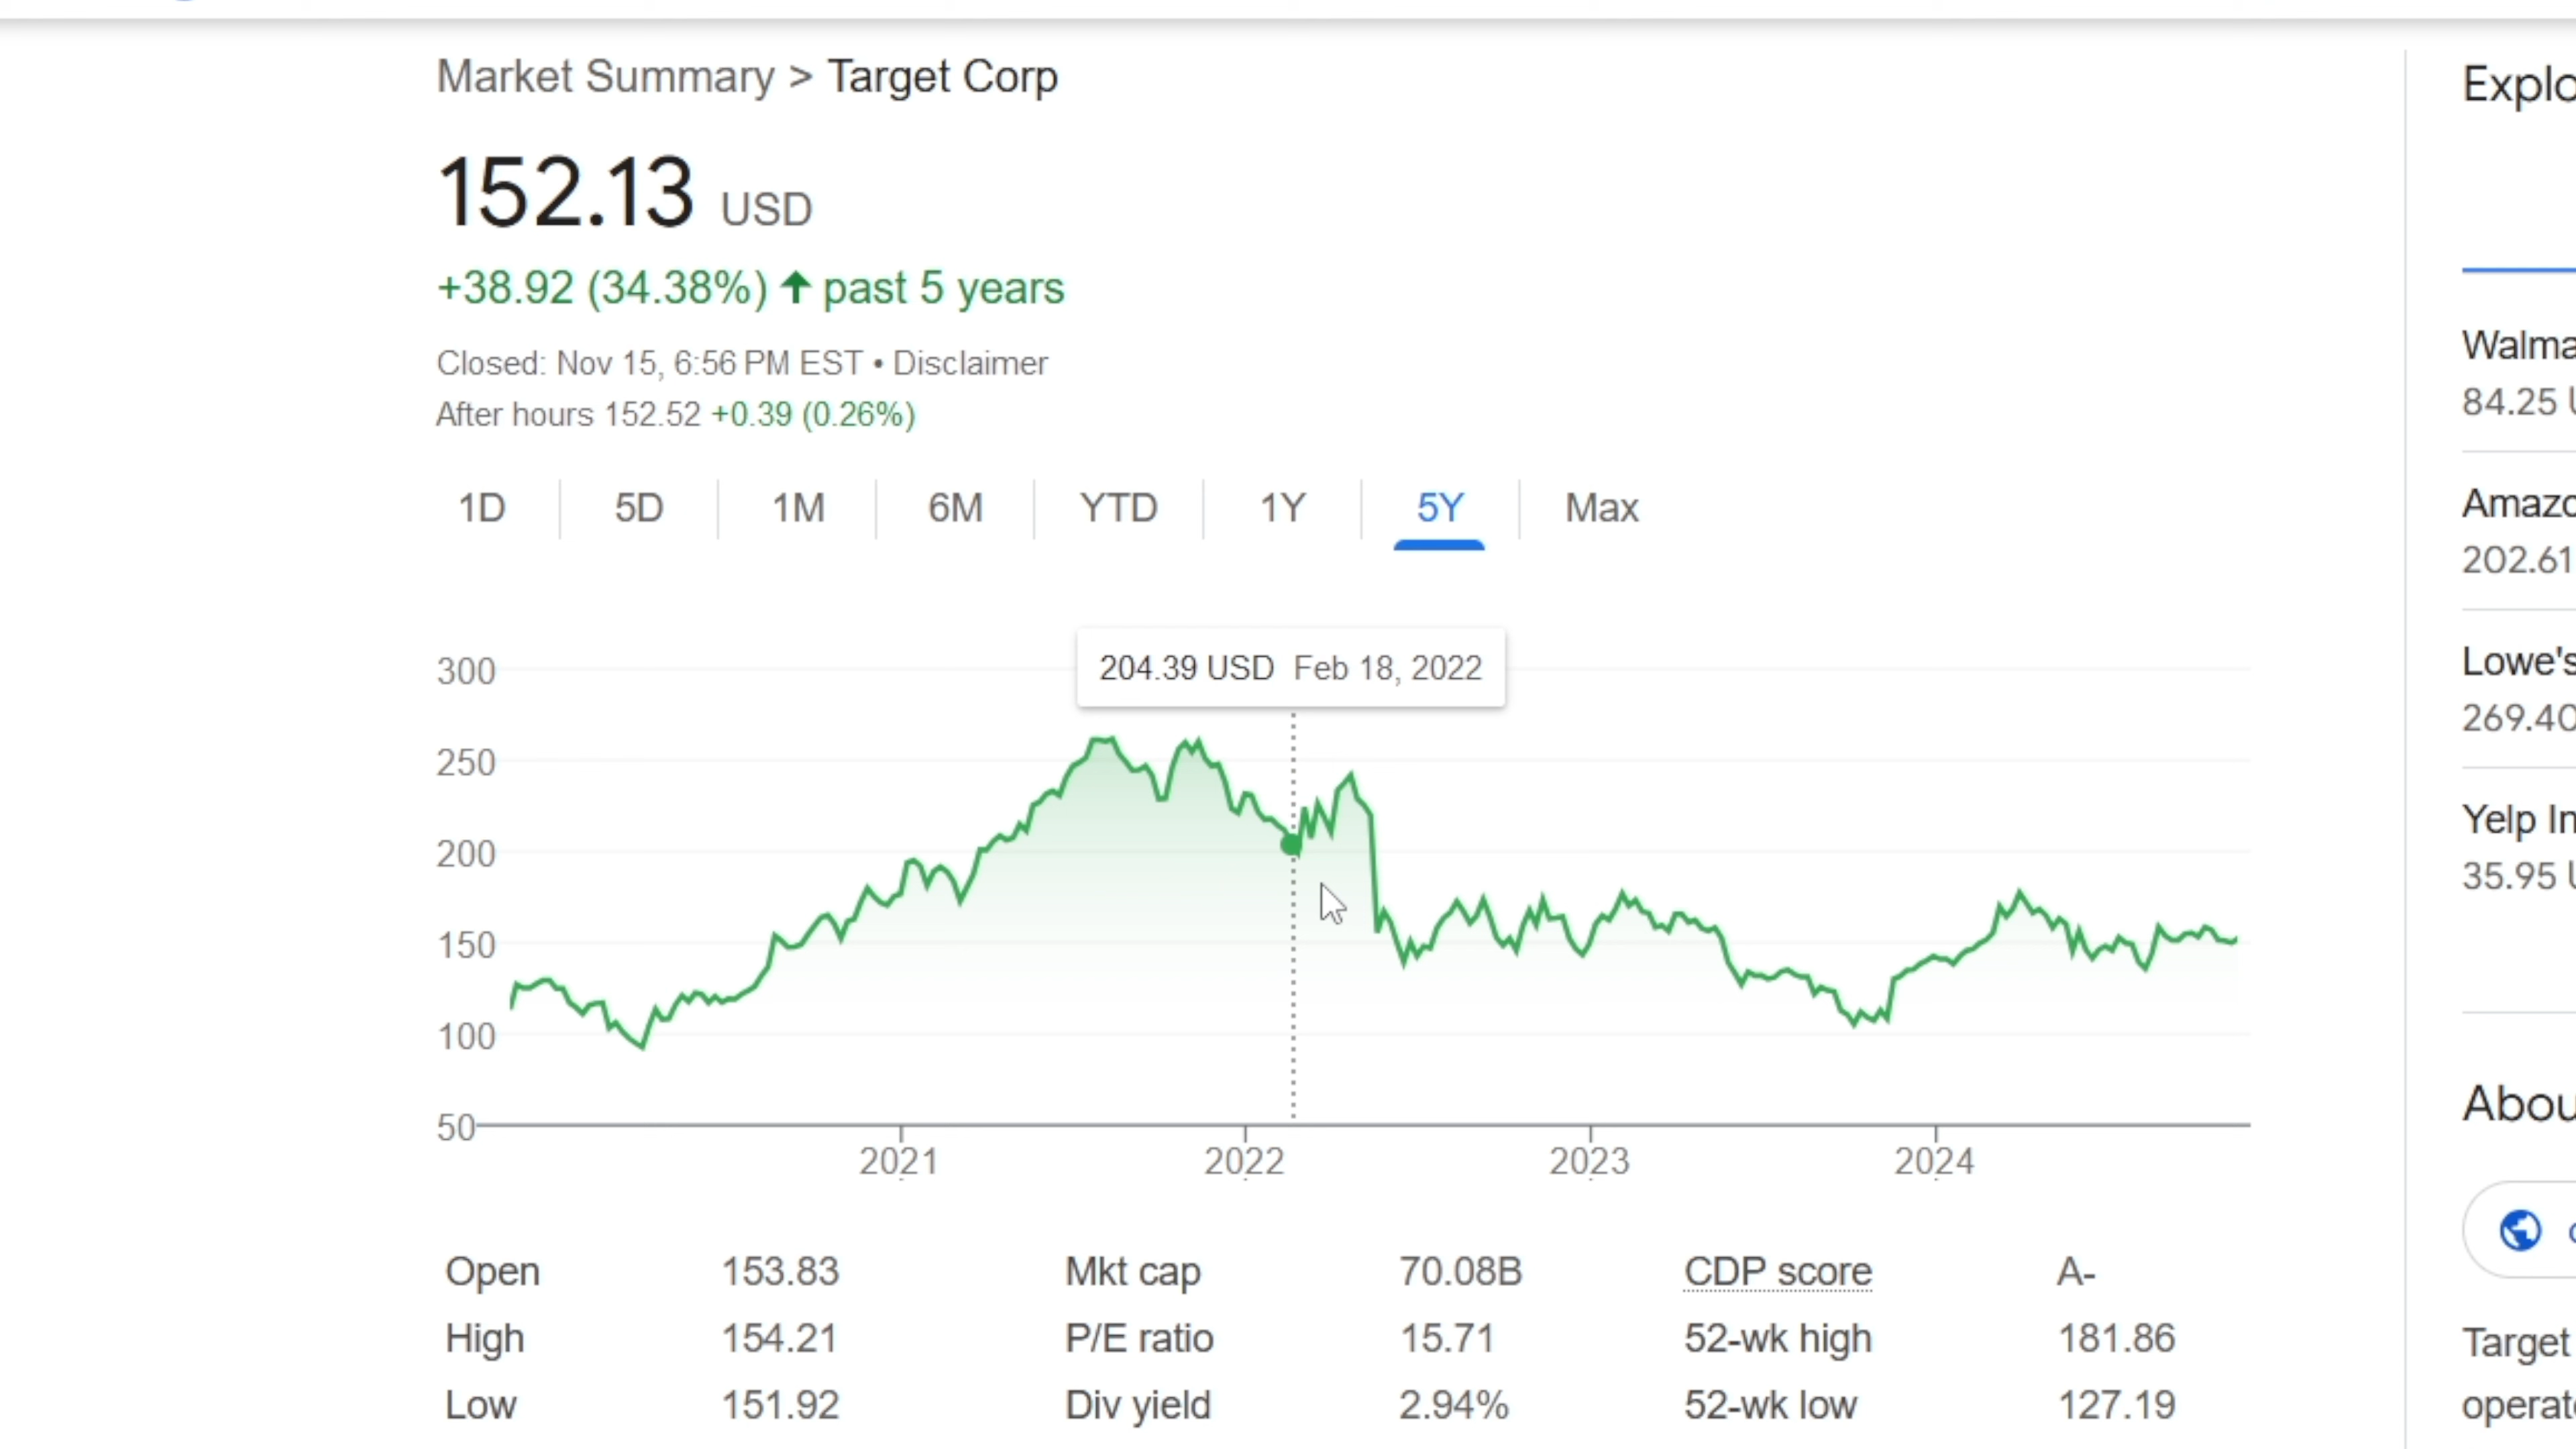 Market Summary > Target Corp
152.13 USD
+38.92 (34.38%) ↑ past 5 years
Closed: Nov 15, 6:56 PM EST • Disclaimer
After hours 152.52 +0.39 (0.26%)
1D 5D 1M 6M YTD 1Y 5Y Max
204.39 USD Feb 18, 2022
300
250
200
150
100
50
2021 2022 2023 2024
Open 153.83 Mkt cap 70.08B CDP score A-
High 154.21 P/E ratio 15.71 52-wk high 181.86
Low 151.92 Div yield 2.94% 52-wk low 127.19
Explo
Walma
84.25 U
Amazo
202.61
Lowe's
269.40
Yelp In
35.95 U
Abou
Target
operat